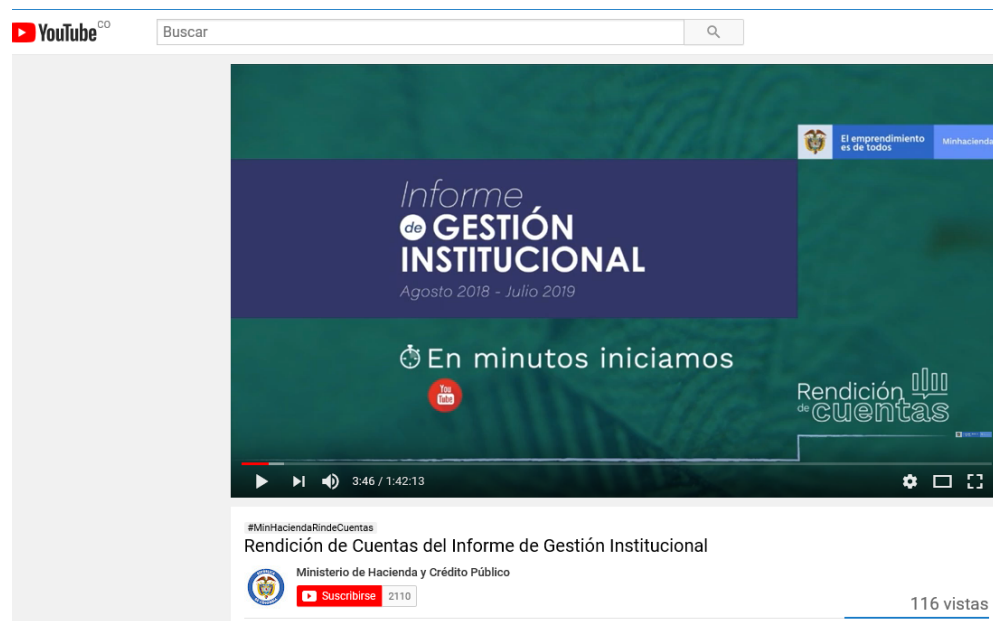 YouTube CO
Buscar
El emprendimiento
es de todos
Minhacienda
Informe
de GESTIÓN
INSTITUCIONAL
Agosto 2018 - Julio 2019
En minutos iniciamos
You
Tube
Rendición
de cuentas
3:46 / 1:42:13
#MinHaciendaRindeCuentas
Rendición de Cuentas del Informe de Gestión Institucional
Ministerio de Hacienda y Crédito Público
Suscribirse 2110
116 vistas